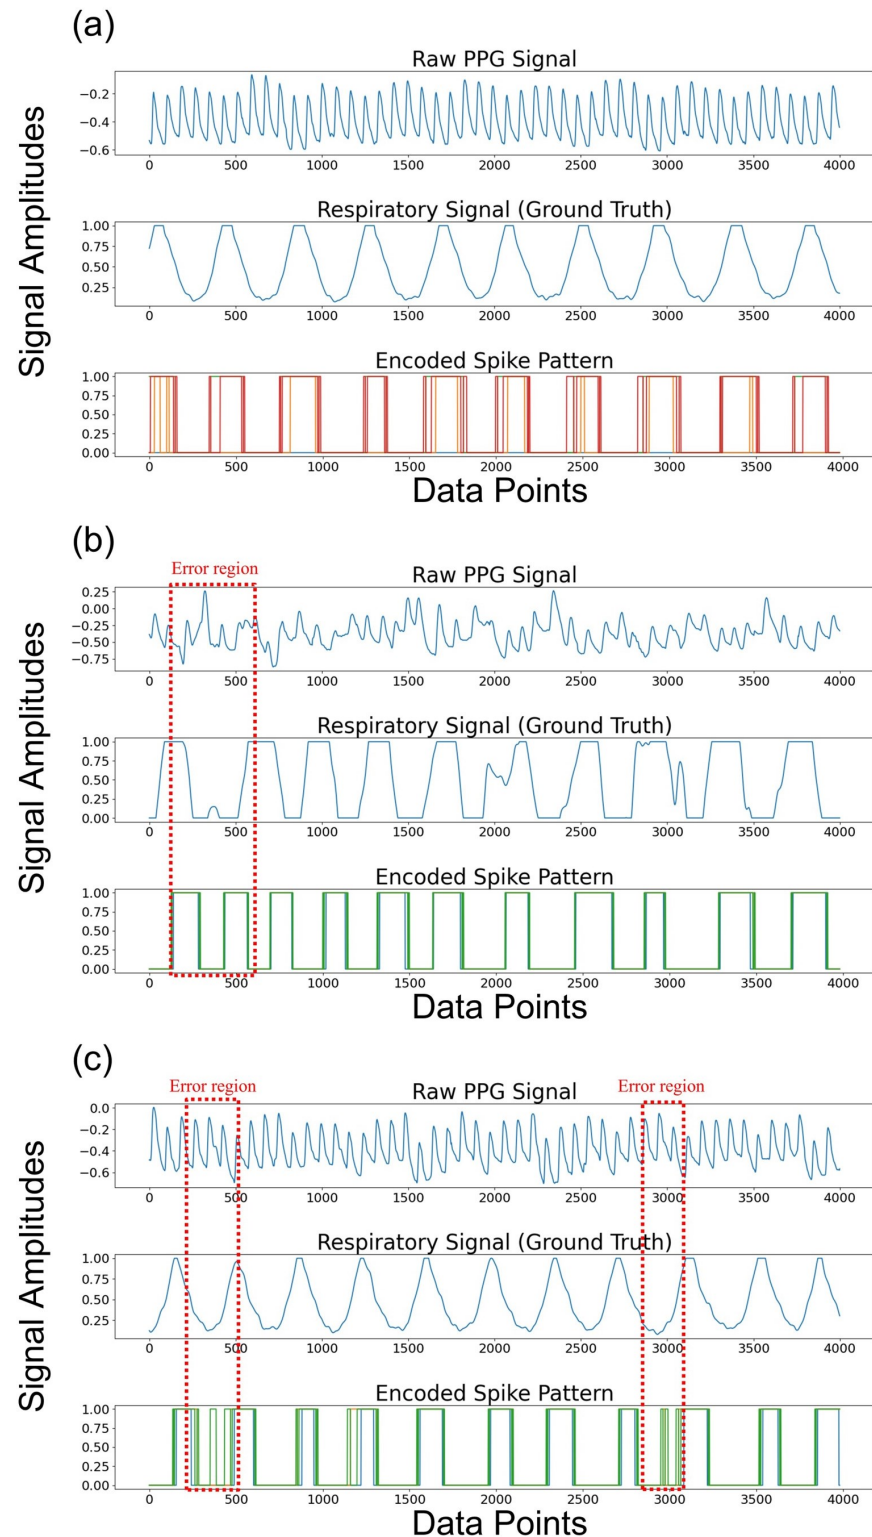 (a)
Raw PPG Signal
−0.2
−0.4
−0.6
0 500 1000 1500 2000 2500 3000 3500 4000
Respiratory Signal (Ground Truth)
1.00
0.75
0.50
0.25
0 500 1000 1500 2000 2500 3000 3500 4000
Encoded Spike Pattern
1.00
0.75
0.50
0.25
0.00
0 500 1000 1500 2000 2500 3000 3500 4000
Signal Amplitudes
Data Points
(b)
Error region
Raw PPG Signal
0.25
0.00
−0.25
−0.50
−0.75
0 500 1000 1500 2000 2500 3000 3500 4000
Respiratory Signal (Ground Truth)
1.00
0.75
0.50
0.25
0.00
0 500 1000 1500 2000 2500 3000 3500 4000
Encoded Spike Pattern
1.00
0.75
0.50
0.25
0.00
0 500 1000 1500 2000 2500 3000 3500 4000
Signal Amplitudes
Data Points
(c)
Error region
Error region
Raw PPG Signal
0.0
−0.2
−0.4
−0.6
0 500 1000 1500 2000 2500 3000 3500 4000
Respiratory Signal (Ground Truth)
1.00
0.75
0.50
0.25
0 500 1000 1500 2000 2500 3000 3500 4000
Encoded Spike Pattern
1.00
0.75
0.50
0.25
0.00
0 500 1000 1500 2000 2500 3000 3500 4000
Signal Amplitudes
Data Points